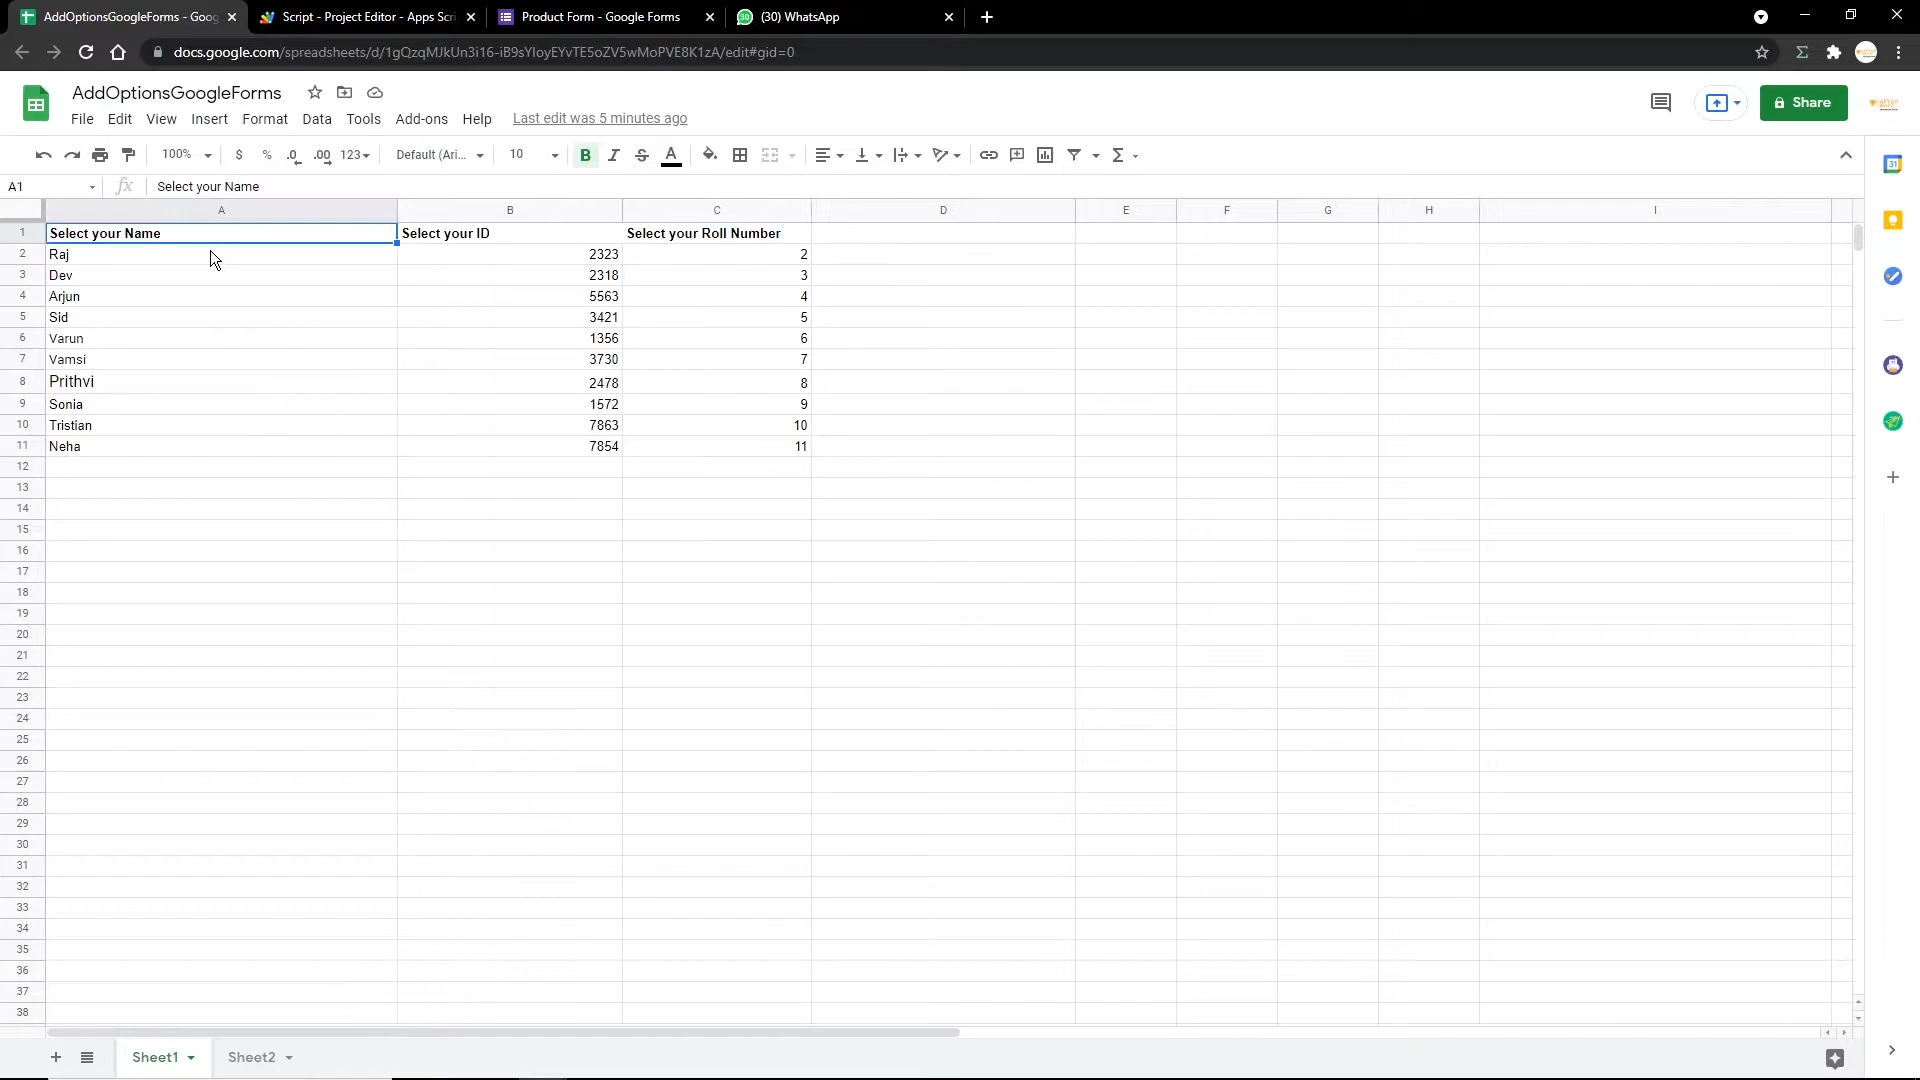 AddOptionsGoogleForms - Goog
Script - Project Editor - Apps Scri
Product Form - Google Forms
(30) WhatsApp
docs.google.com/spreadsheets/d/1gQzqMJkUn3i16-iB9sYIoyEYvTE5oZV5wMoPVE8K1zA/edit#gid=0
AddOptionsGoogleForms
File Edit View Insert Format Data Tools Add-ons Help Last edit was 5 minutes ago
Share
100% $ % .0 .00 123 Default (Ari... 10 B I S A Σ
A1 fx Select your Name
A B C D E F G H I
1 Select your Name Select your ID Select your Roll Number
2 Raj 2323 2
3 Dev 2318 3
4 Arjun 5563 4
5 Sid 3421 5
6 Varun 1356 6
7 Vamsi 3730 7
8 Prithvi 2478 8
9 Sonia 1572 9
10 Tristian 7863 10
11 Neha 7854 11
12
13
14
15
16
17
18
19
20
21
22
23
24
25
26
27
28
29
30
31
32
33
34
35
36
37
38
Sheet1 Sheet2
31